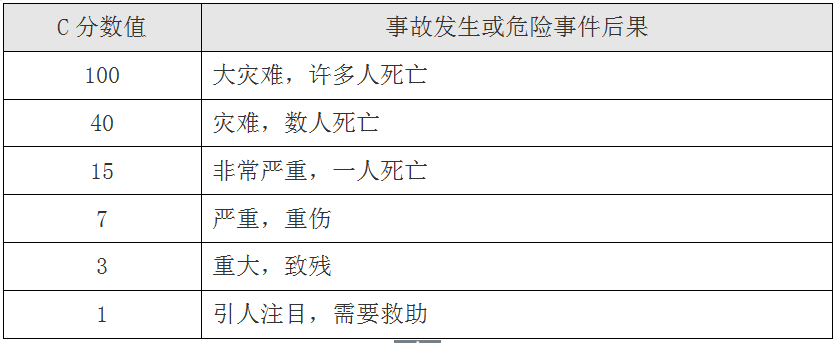 C 分数值 事故发生或危险事件后果
100 大灾难，许多人死亡
40 灾难，数人死亡
15 非常严重，一人死亡
7 严重，重伤
3 重大，致残
1 引人注目，需要救助